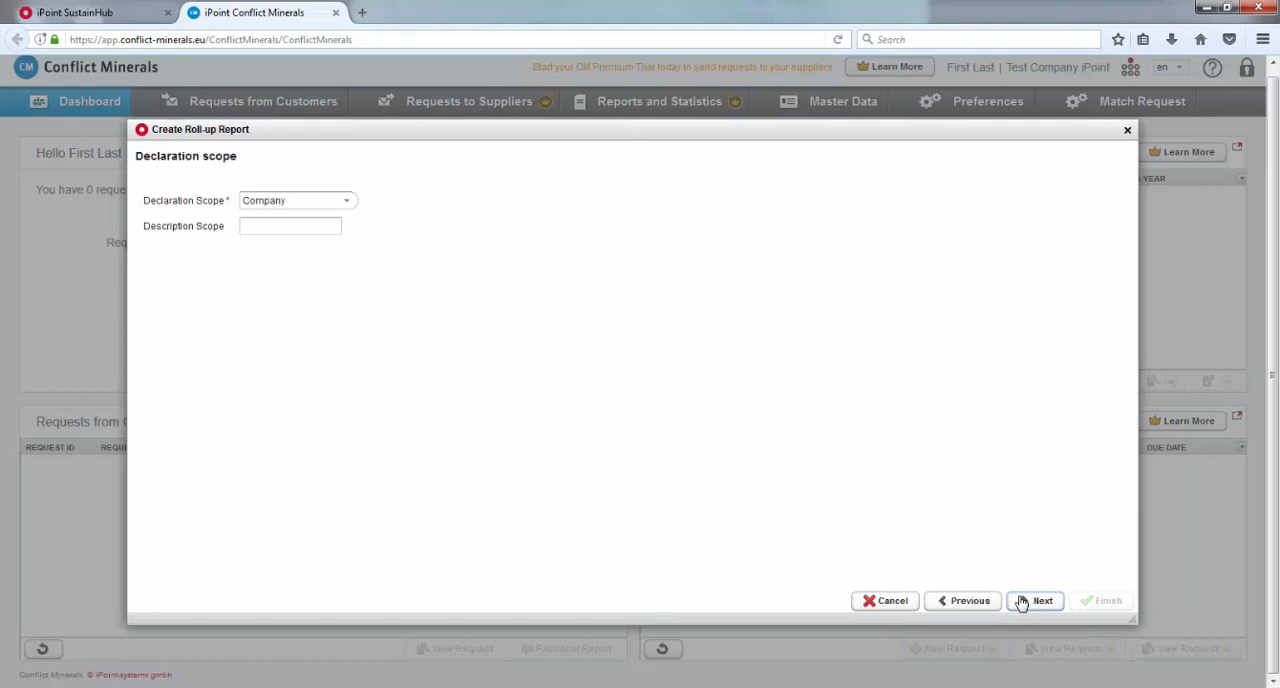 iPoint SustainHub
iPoint Conflict Minerals
https://app.conflict-minerals.eu/ConflictMinerals/ConflictMinerals
Search
CM Conflict Minerals
Start your CM Premium Trial today to send requests to your suppliers
Learn More
First Last | Test Company iPoint
en
Dashboard
Requests from Customers
Requests to Suppliers
Reports and Statistics
Master Data
Preferences
Match Request
Create Roll-up Report
Declaration scope
Hello First Last
Learn More
YEAR
You have 0 reque
Declaration Scope* Company
Description Scope
Req
Requests from C
Learn More
REQUEST ID
REQU
DUE DATE
Cancel
Previous
Next
Finish
View Request
Respond Report
New Request
View Request
View Request
Conflict Minerals © iPoint-systems gmbh